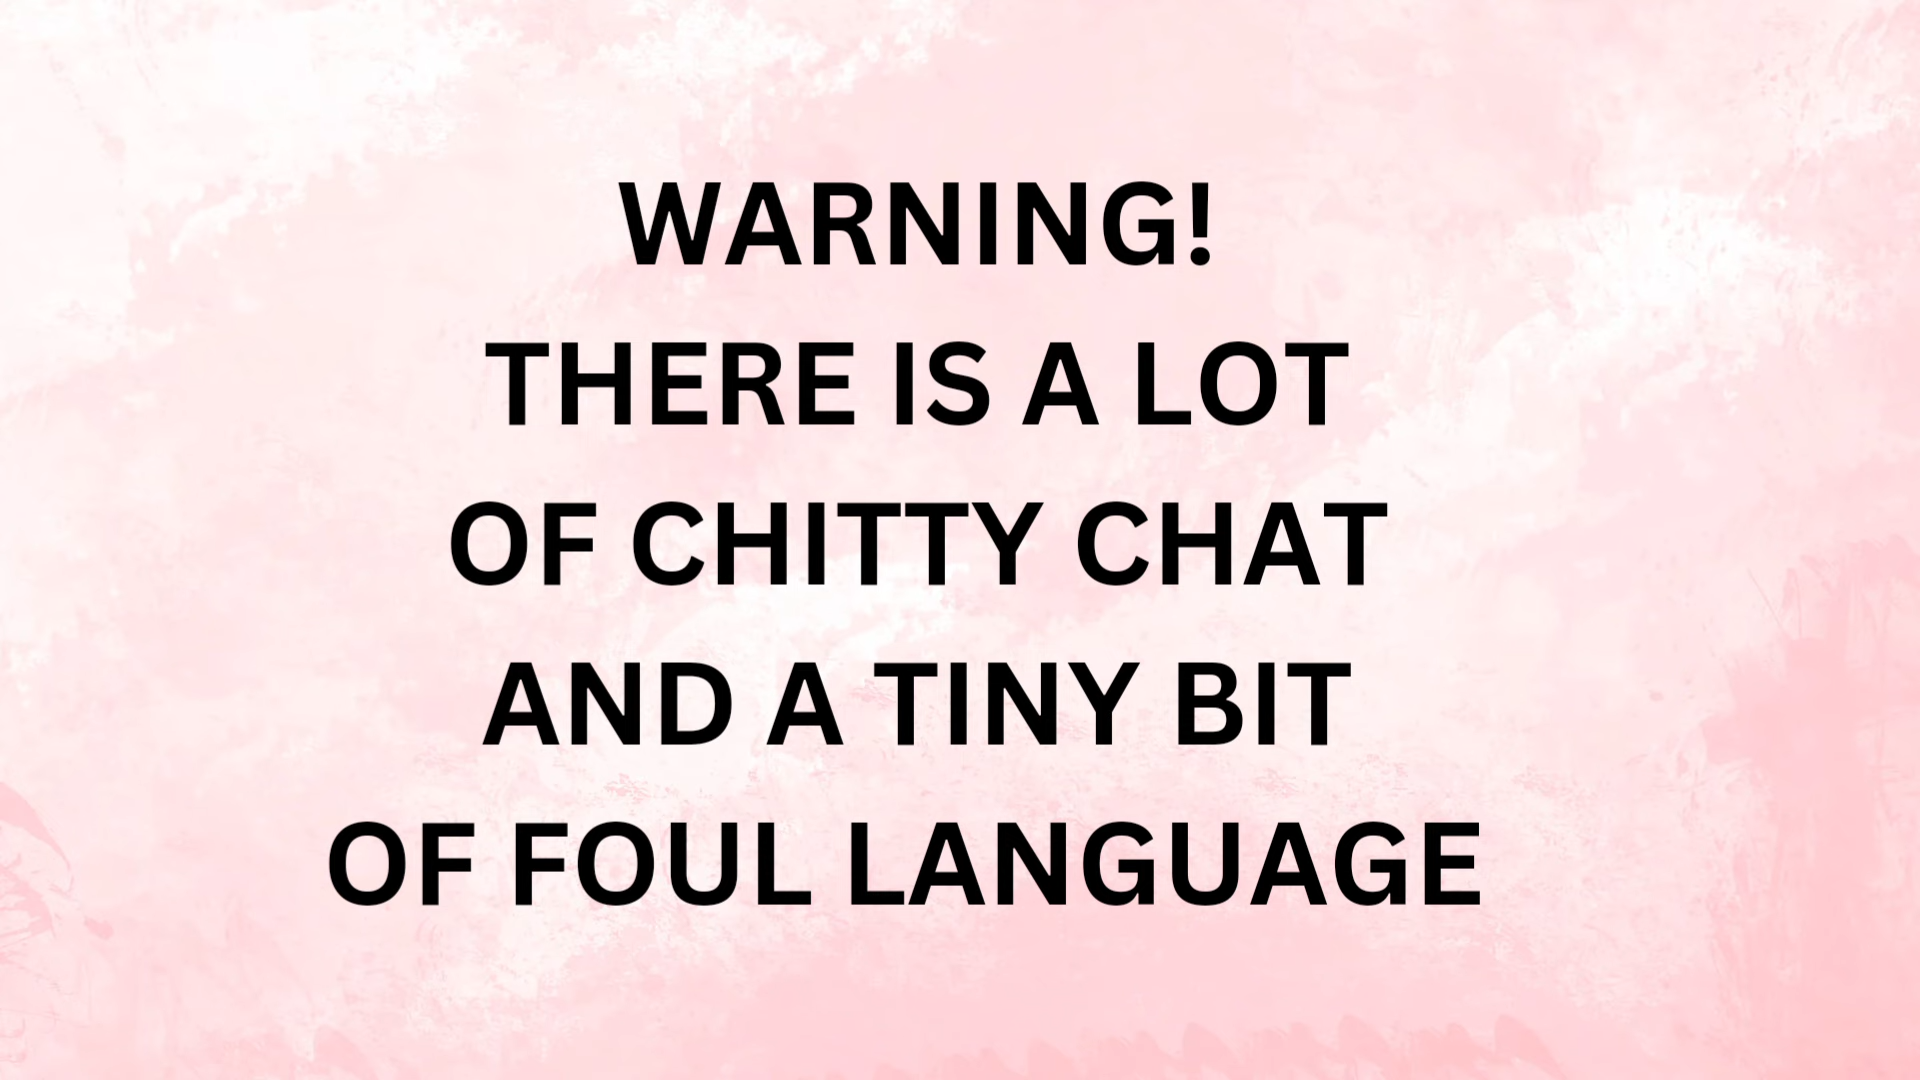 WARNING!
THERE IS A LOT
OF CHITTY CHAT
AND A TINY BIT
OF FOUL LANGUAGE